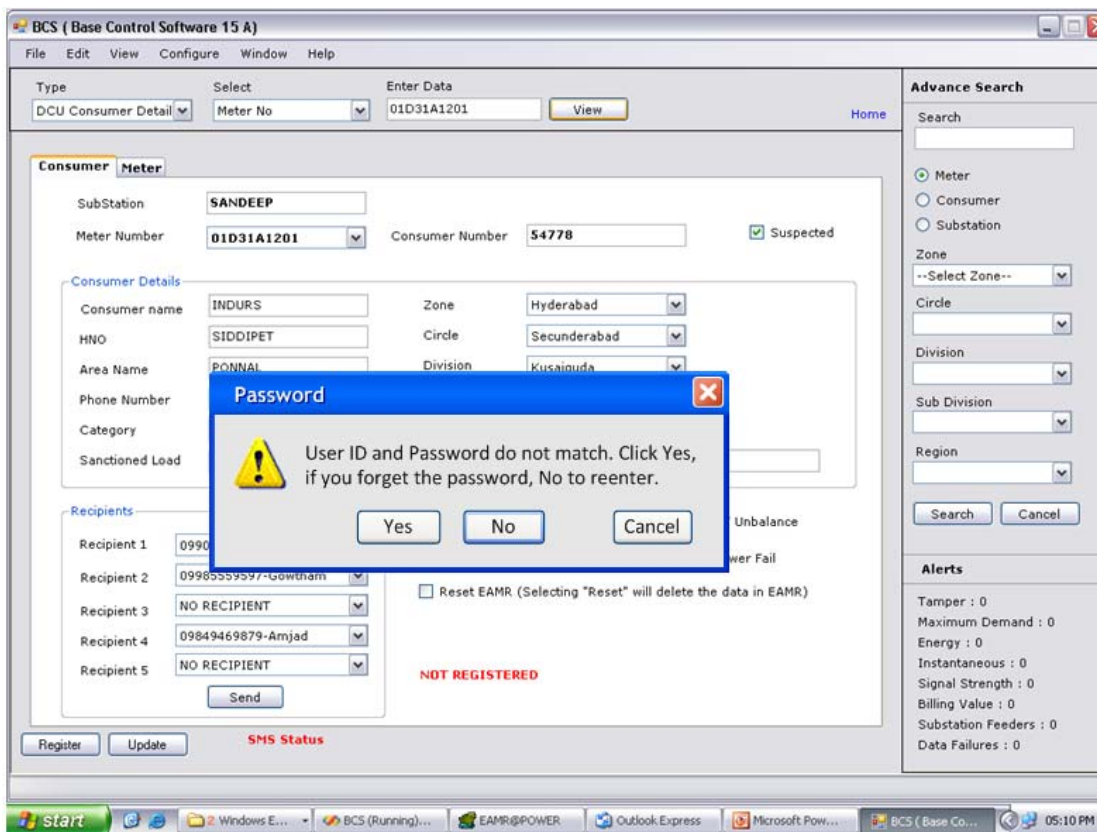 BCS ( Base Control Software 15 A)
File Edit View Configure Window Help
Type Select Enter Data
DCU Consumer Detail Meter No 01D31A1201 View
Home
Consumer Meter
SubStation SANDEEP
Meter Number 01D31A1201 Consumer Number 54778 Suspected
Consumer Details
Consumer name INDURS Zone Hyderabad
HNO SIDDIPET Circle Secunderabad
Area Name PONNAL Division Kusaiguda
Phone Number
Category
Sanctioned Load
Password
User ID and Password do not match. Click Yes,
if you forget the password, No to reenter.
Yes No Cancel
Recipients
Unbalance
Recipient 1 0990
wer Fail
Recipient 2 09985559597-Gowtham
Reset EAMR (Selecting "Reset" will delete the data in EAMR)
Recipient 3 NO RECIPIENT
Recipient 4 09849469879-Amjad
Recipient 5 NO RECIPIENT
NOT REGISTERED
Send
Register Update SMS Status
Advance Search
Search
Meter
Consumer
Substation
Zone
--Select Zone--
Circle
Division
Sub Division
Region
Search Cancel
Alerts
Tamper : 0
Maximum Demand : 0
Energy : 0
Instantaneous : 0
Signal Strength : 0
Billing Value : 0
Substation Feeders : 0
Data Failures : 0
start 2 Windows E... BCS (Running)... EAMR@POWER Outlook Express Microsoft Pow... BCS ( Base Co... 05:10 PM